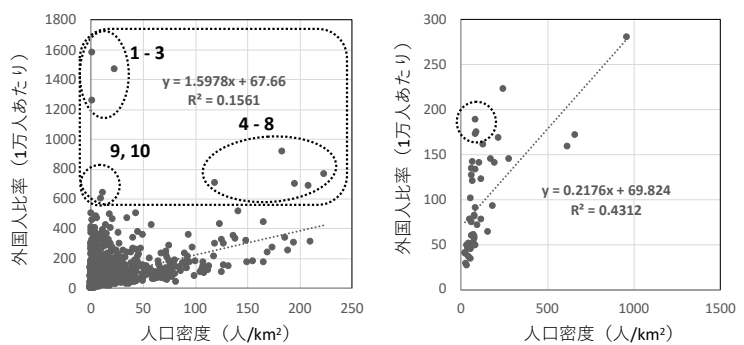 1800
1600
1400
1200
1000
800
600
400
200
0
0
50
100
150
200
250
外国人比率（1万人あたり）
人口密度（人/km²）
1 - 3
y = 1.5978x + 67.66
R² = 0.1561
4 - 8
9, 10
300
250
200
150
100
50
0
0
500
1000
1500
外国人比率（1万人あたり）
人口密度（人/km²）
y = 0.2176x + 69.824
R² = 0.4312